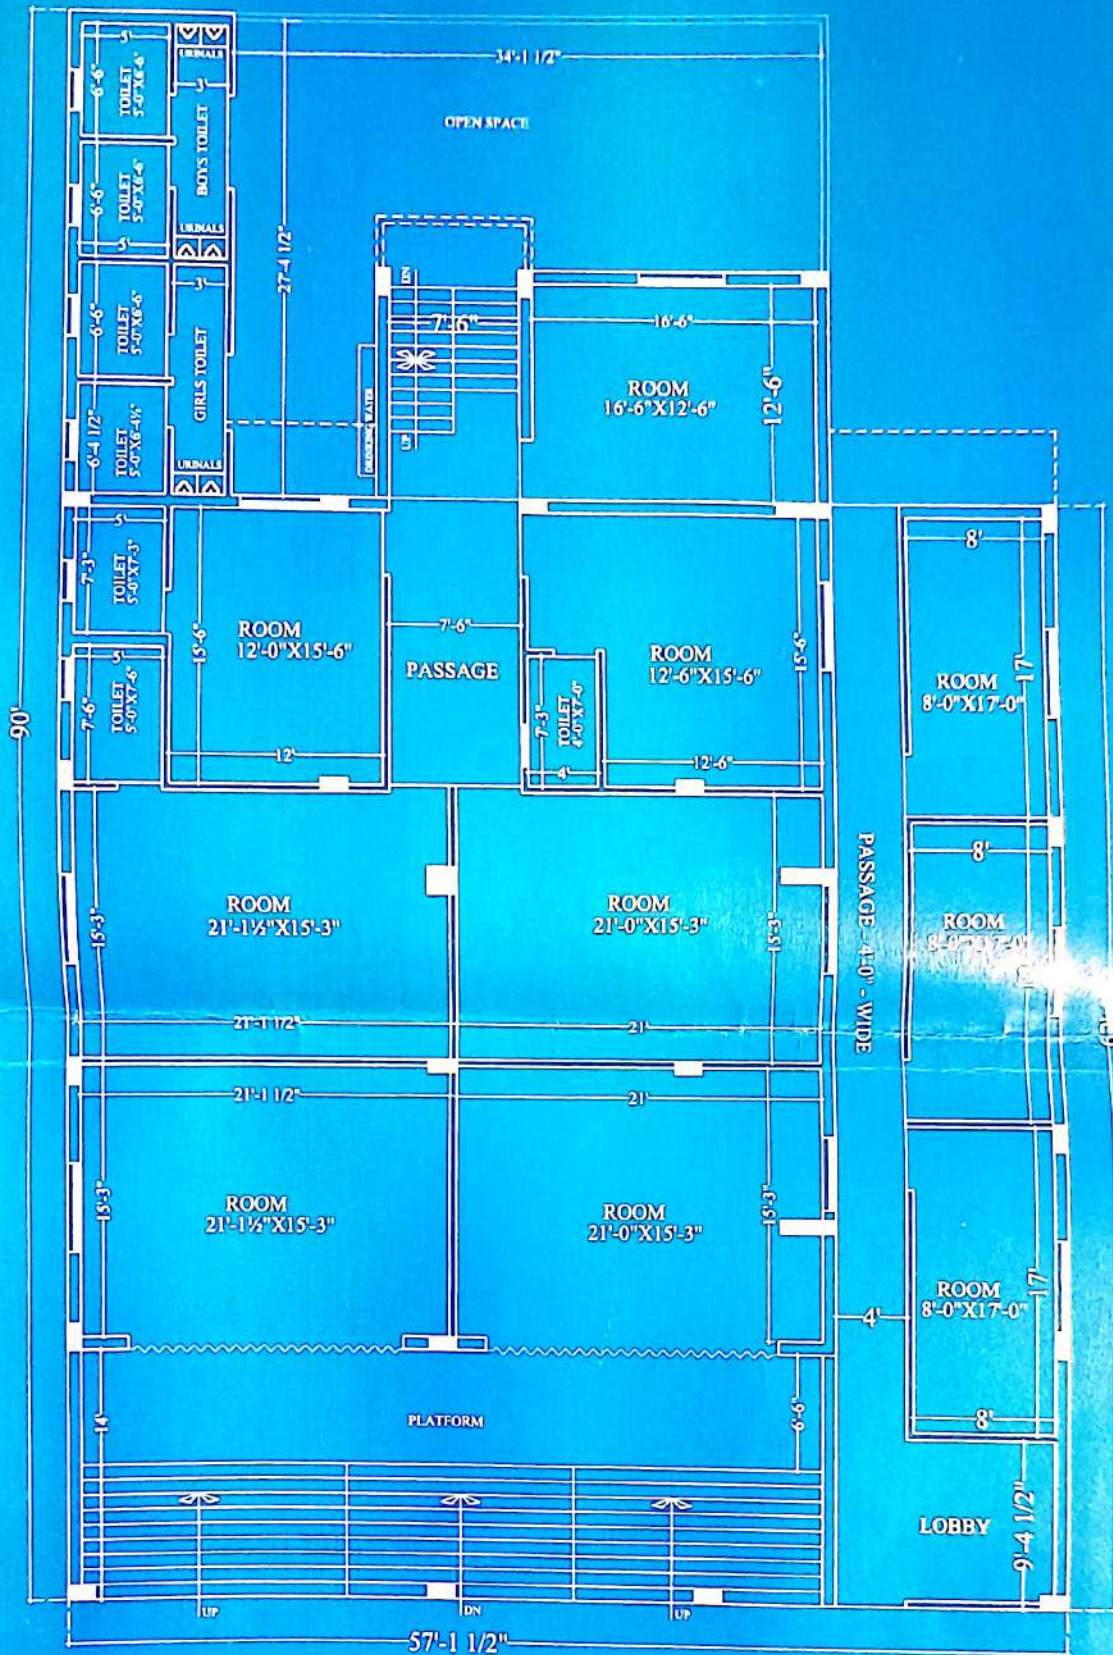 5'
URINALS
34'-1 1/2"
6'-6"
TOILET
5'-0"X6'-6"
3'
BOYS TOILET
OPEN SPACE
6'-6"
TOILET
5'-0"X6'-6"
5'
URINALS
27'-4 1/2"
3'
6'-6"
TOILET
5'-0"X6'-6"
GIRLS TOILET
DN
7'-6"
16'-6"
ROOM
16'-6"X12'-6"
12'-6"
6'-4 1/2"
TOILET
5'-0"X6'-4½"
URINALS
DRINKING WATER
UP
5'
7'-3"
TOILET
5'-0"X7'-3"
15'-6"
ROOM
12'-0"X15'-6"
7'-6"
PASSAGE
ROOM
12'-6"X15'-6"
15'-6"
8'
17'
ROOM
8'-0"X17'-0"
5'
7'-6"
TOILET
5'-0"X7'-6"
12'
7'-3"
TOILET
4'-0"X7'-0"
4'
12'-6"
90'
15'-3"
ROOM
21'-1½"X15'-3"
ROOM
21'-0"X15'-3"
15'-3"
PASSAGE - 4'-0" - WIDE
8'
ROOM
8'-0"X17'-0"
21'-1 1/2"
21'
21'-1 1/2"
21'
15'-3"
ROOM
21'-1½"X15'-3"
ROOM
21'-0"X15'-3"
15'-3"
4'
ROOM
8'-0"X17'-0"
17'
8'
14'
PLATFORM
6'-6"
LOBBY
9'-4 1/2"
UP
DN
UP
57'-1 1/2"